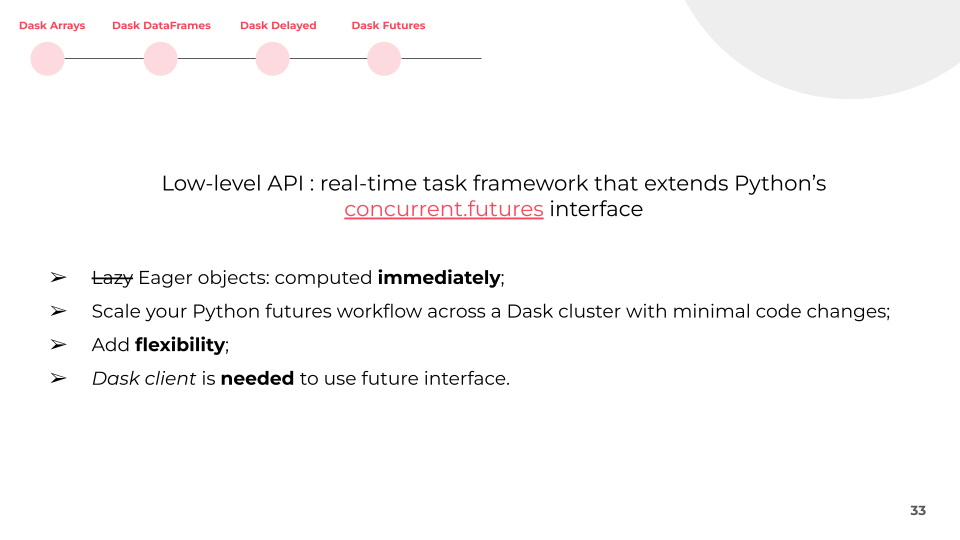 Dask Arrays Dask DataFrames Dask Delayed Dask Futures
Low-level API : real-time task framework that extends Python’s
concurrent.futures interface
➢ Lazy Eager objects: computed immediately;
➢ Scale your Python futures workflow across a Dask cluster with minimal code changes;
➢ Add flexibility;
➢ Dask client is needed to use future interface.
33